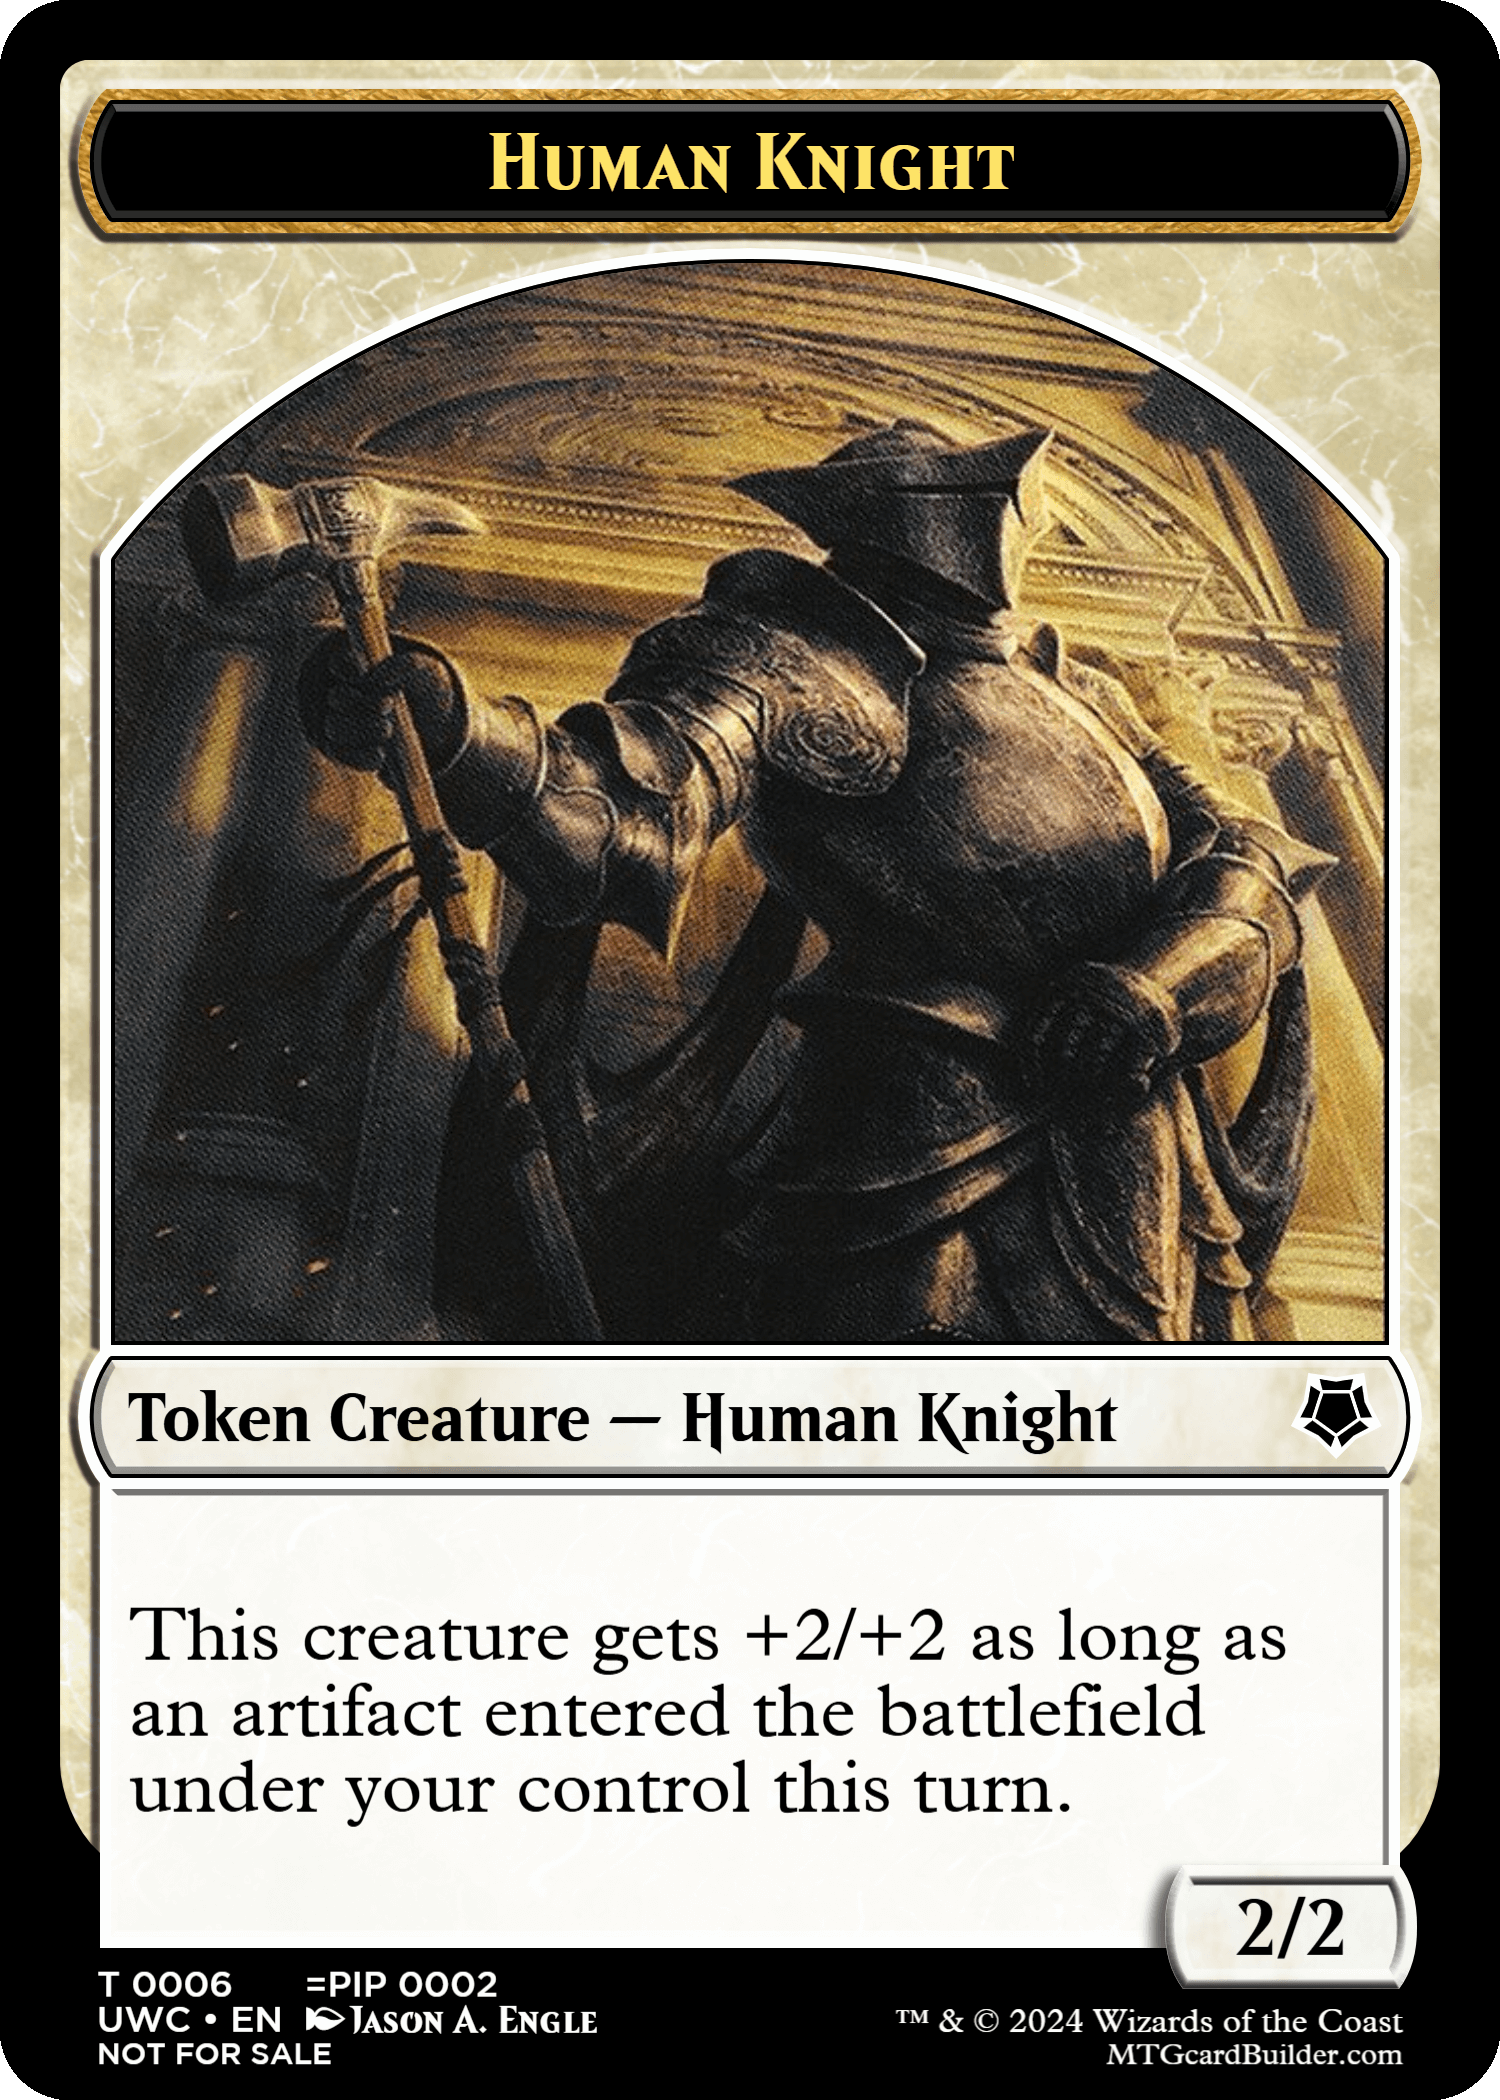 Human Knight
Token Creature — Human Knight
This creature gets +2/+2 as long as
an artifact entered the battlefield
under your control this turn.
2/2
T 0006 =PIP 0002
UWC • EN Jason A. Engle
NOT FOR SALE
™ & © 2024 Wizards of the Coast
MTGcardBuilder.com